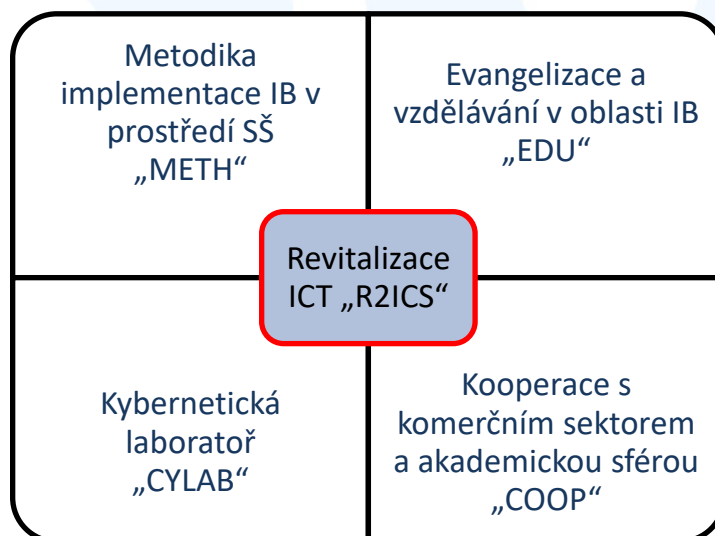 Metodika
implementace IB v
prostředí SŠ
„METH“
Evangelizace a
vzdělávání v oblasti IB
„EDU“
Revitalizace
ICT „R2ICS“
Kybernetická
laboratoř
„CYLAB“
Kooperace s
komerčním sektorem
a akademickou sférou
„COOP“